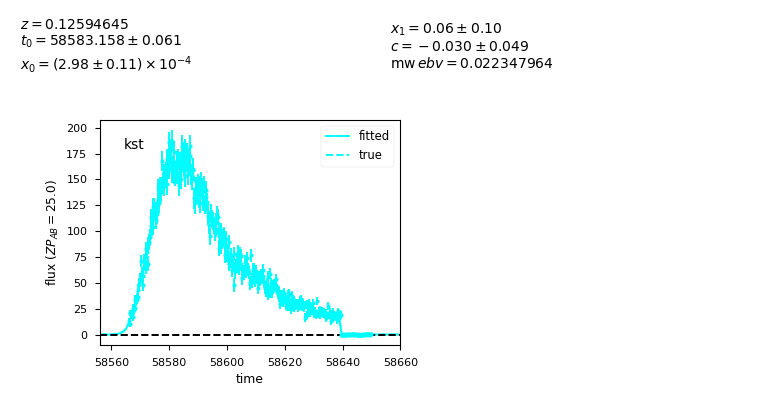 z = 0.12594645
t₀ = 58583.158 ± 0.061
x₀ = (2.98 ± 0.11) × 10⁻⁴
x₁ = 0.06 ± 0.10
c = −0.030 ± 0.049
mw ebv = 0.022347964
kst
fitted
true
200
175
150
125
100
75
50
25
0
flux (ZP_AB = 25.0)
58560 58580 58600 58620 58640 58660
time